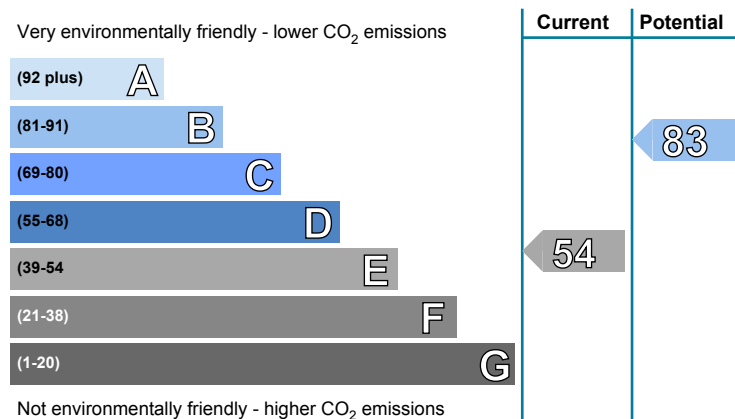 Very environmentally friendly - lower CO₂ emissions
Current
Potential
(92 plus) A
(81-91) B
(69-80) C
(55-68) D
(39-54 E
(21-38) F
(1-20) G
83
54
Not environmentally friendly - higher CO₂ emissions